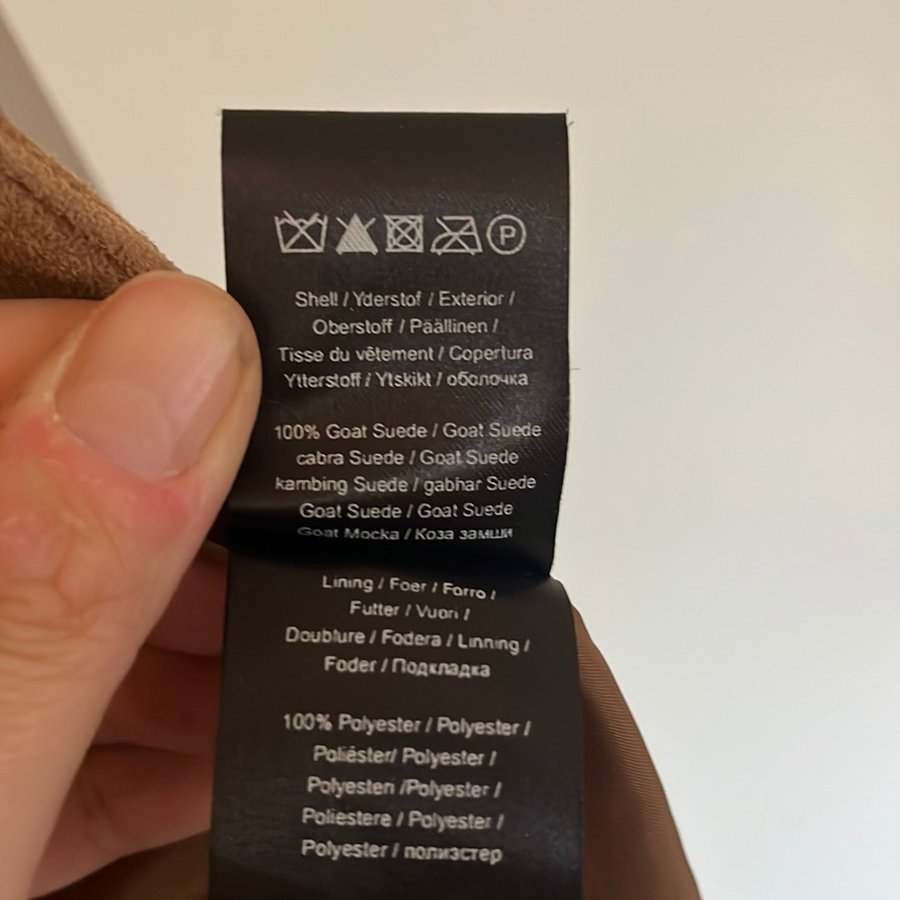 P
Shell / Yderstof / Exterior /
Oberstoff / Päällinen /
Tisse du vêtement / Copertura
Ytterstoff / Ytskikt / оболочка
100% Goat Suede / Goat Suede
cabra Suede / Goat Suede
kambing Suede / gabhar Suede
Goat Suede / Goat Suede
Goat Mocka / Коза замши
Lining / Foer / Forro /
Futter / Vuori /
Doublure / Fodera / Linning /
Foder / Подкладка
100% Polyester / Polyester /
Poliéster/ Polyester /
Polyesteri /Polyester /
Poliestere / Polyester /
Polyester / полиэстер